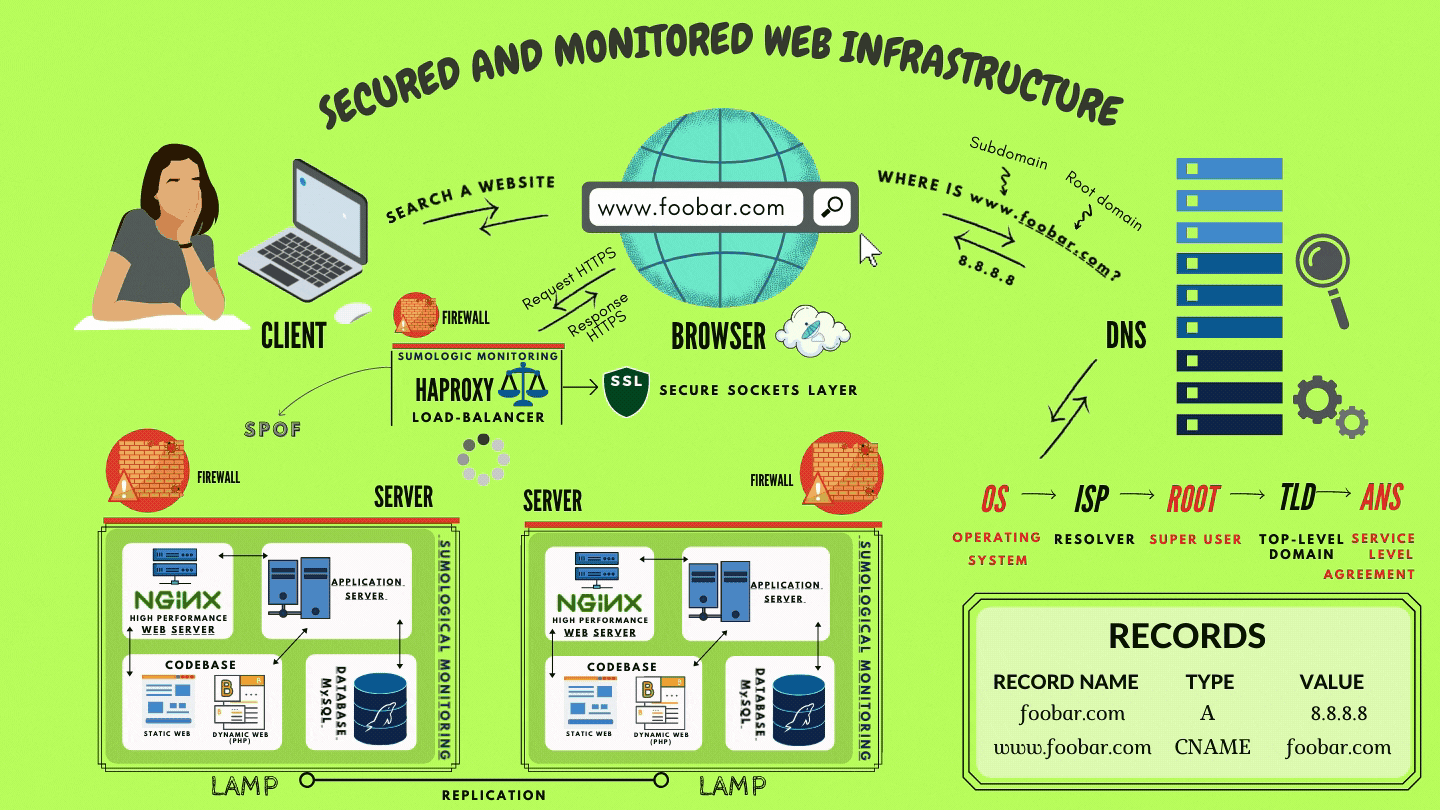 SECURED AND MONITORED WEB INFRASTRUCTURE
SEARCH A WEBSITE
www.foobar.com
WHERE IS www.foobar.com?
Subdomain
Root domain
8.8.8.8
CLIENT
Request HTTPS
Response
HTTPS
BROWSER
DNS
FIREWALL
SUMOLOGIC MONITORING
HAPROXY
LOAD-BALANCER
SSL
SECURE SOCKETS LAYER
SPOF
FIREWALL
SERVER
SERVER
FIREWALL
NGINX
HIGH PERFORMANCE
WEB SERVER
APPLICATION
SERVER
CODEBASE
STATIC WEB
B
B
DYNAMIC WEB
(PHP)
DATABASE
MySQL
SUMOLOGICAL MONITORING
LAMP
NGINX
HIGH PERFORMANCE
WEB SERVER
APPLICATION
SERVER
CODEBASE
STATIC WEB
B
B
DYNAMIC WEB
(PHP)
DATABASE
MySQL
SUMOLOGICAL MONITORING
LAMP
REPLICATION
OS ISP ROOT TLD ANS
OPERATING
SYSTEM
RESOLVER
SUPER USER
TOP-LEVEL
DOMAIN
SERVICE
LEVEL
AGREEMENT
RECORDS
RECORD NAME TYPE VALUE
foobar.com A 8.8.8.8
www.foobar.com CNAME foobar.com